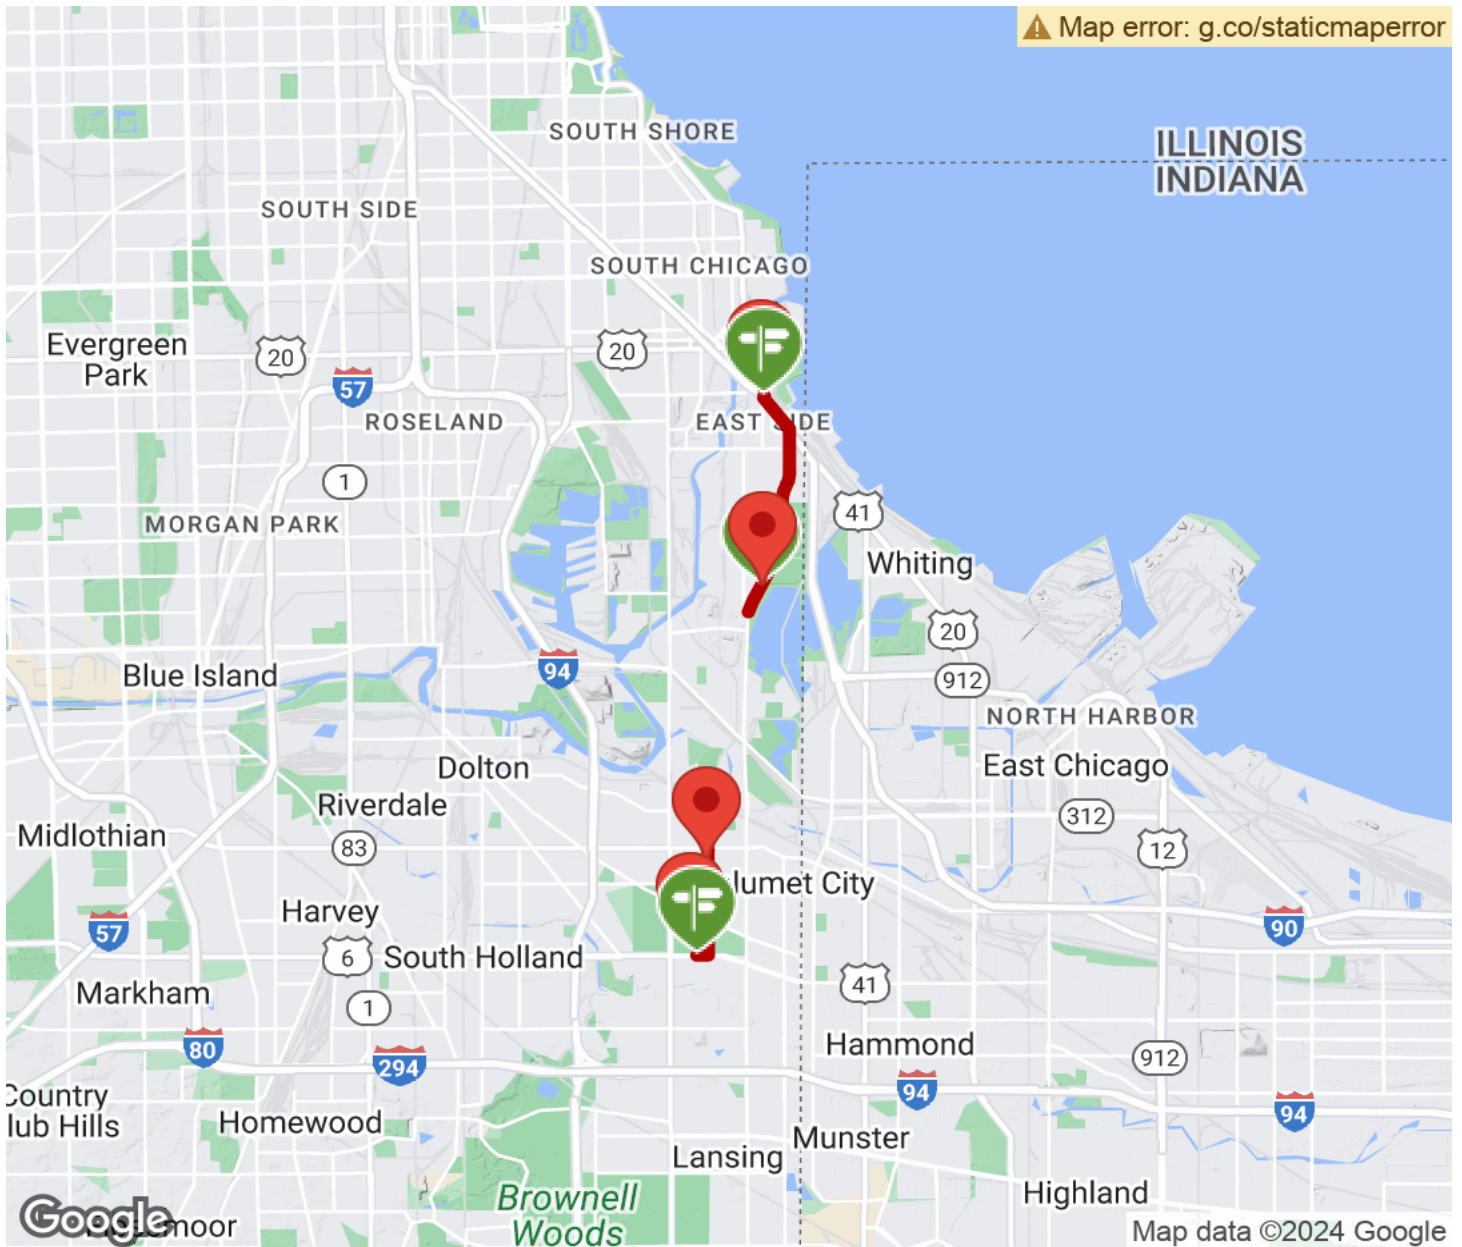 Map error: g.co/staticmaperror
SOUTH SHORE
ILLINOIS
INDIANA
SOUTH SIDE
SOUTH CHICAGO
Evergreen
Park
20
20
57
ROSELAND
EAST SIDE
1
41
MORGAN PARK
Whiting
20
Blue Island
94
912
NORTH HARBOR
Dolton
East Chicago
Riverdale
312
Midlothian
83
12
lumet City
Harvey
57
90
6
South Holland
41
Markham
1
80
Hammond
912
294
94
Country
lub Hills
94
Homewood
Munster
Lansing
Brownell
Woods
Highland
Google
moor
Map data ©2024 Google